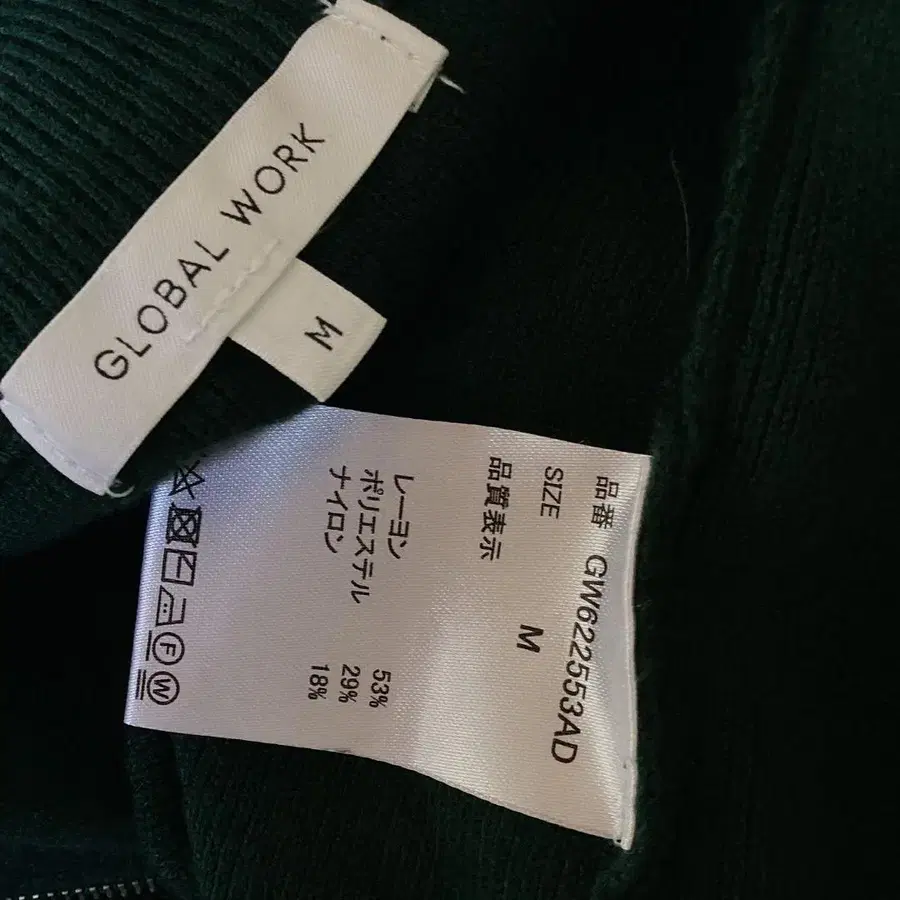 GLOBAL WORK
M
品番 GW622553AD
SIZE M
品質表示
レーヨン 53%
ポリエステル 29%
ナイロン 18%
F W